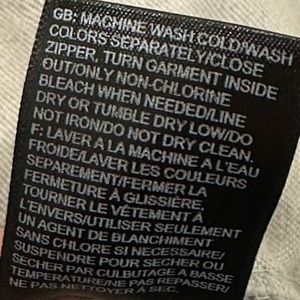 GB: MACHINE WASH COLD/WASH
COLORS SEPARATELY/CLOSE
ZIPPER, TURN GARMENT INSIDE
OUT/ONLY NON-CHLORINE
BLEACH WHEN NEEDED/LINE
DRY OR TUMBLE DRY LOW/DO
NOT IRON/DO NOT DRY CLEAN.
F: LAVER A LA MACHINE A L'EAU
FROIDE/LAVER LES COULEURS
SEPAREMENT/FERMER LA
FERMETURE À GLISSIÈRE,
TOURNER LE VÊTEMENT À
L'ENVERS/UTILISER SEULEMENT
UN AGENT DE BLANCHIMENT
SANS CHLORE SI NECESSAIRE/
SUSPENDRE POUR SÉCHER OU
SÉCHER PAR CULBUTAGE A BASSE
TEMPÉRATURE/NE PAS REPASSER/
NE PAS NETTOYER À SEC.